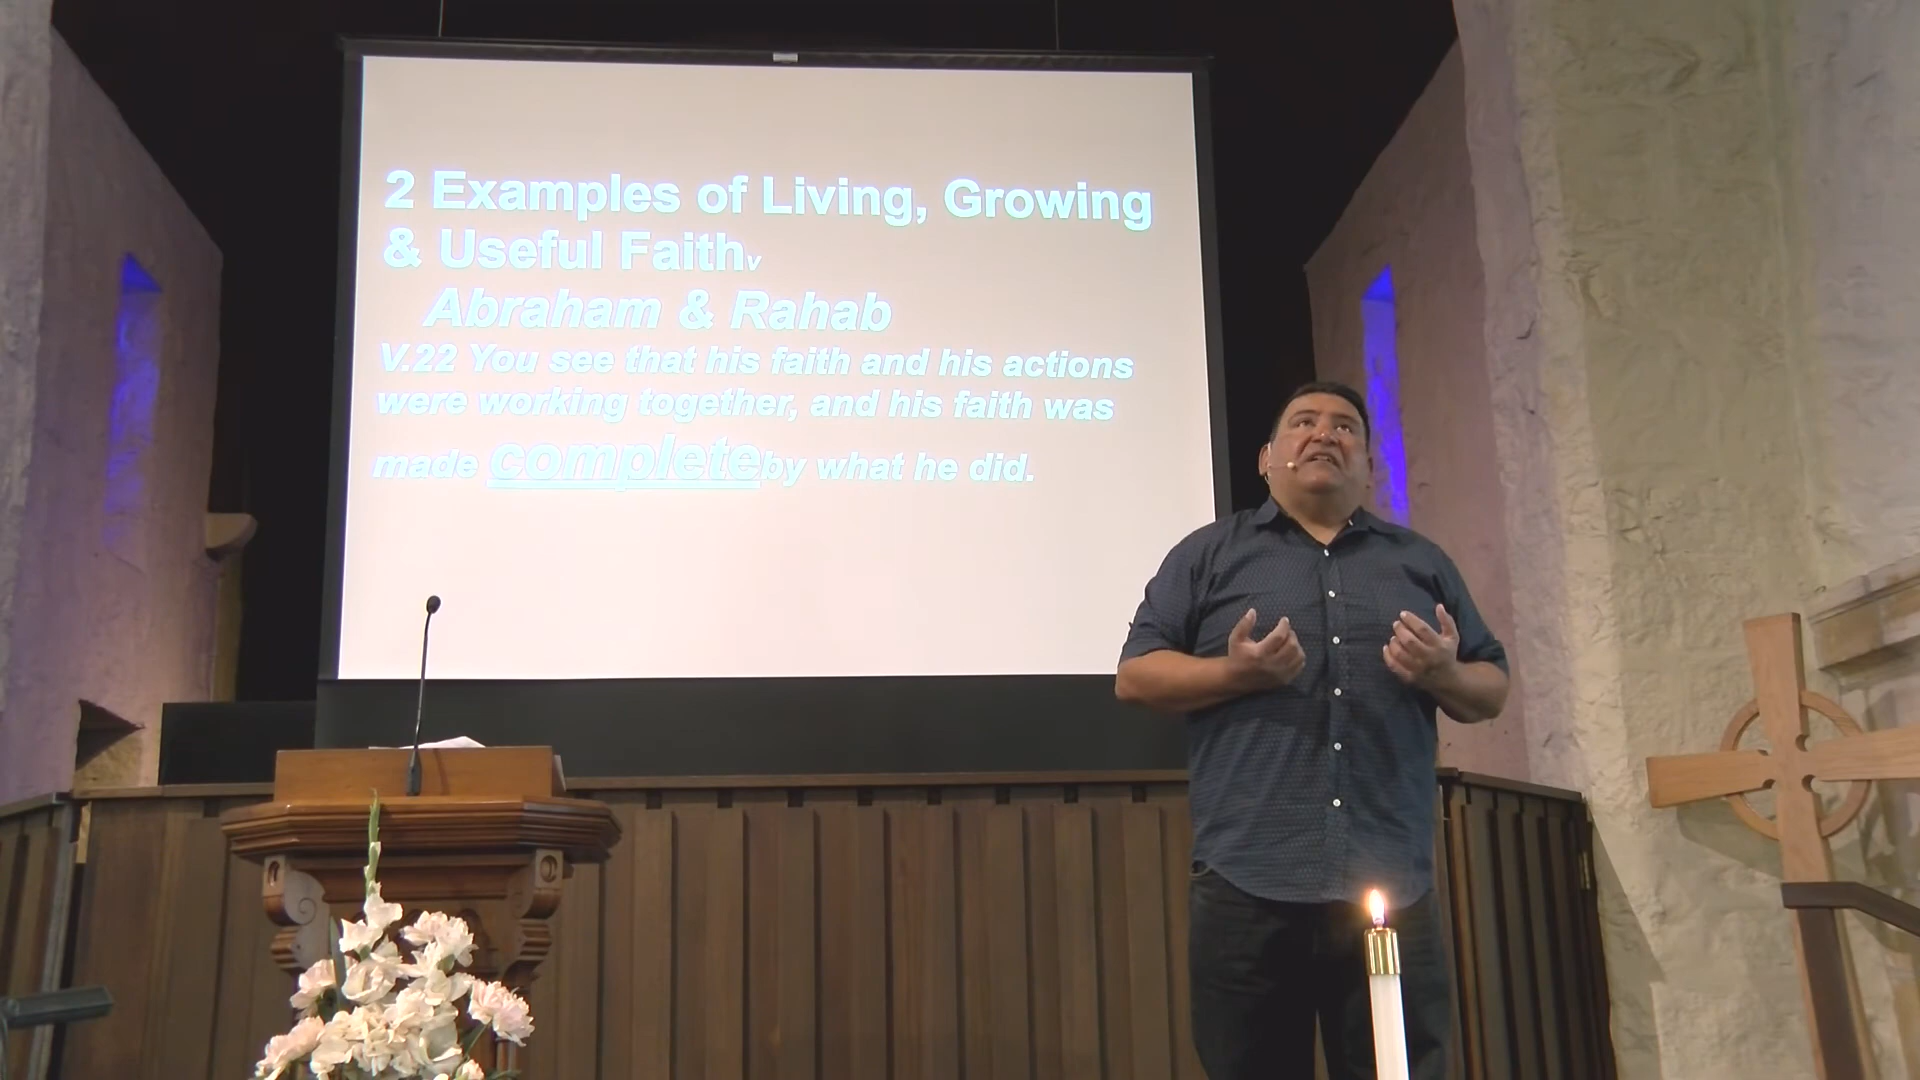 2 Examples of Living, Growing
& Useful Faithv
Abraham & Rahab
V.22 You see that his faith and his actions
were working together, and his faith was
made completeby what he did.